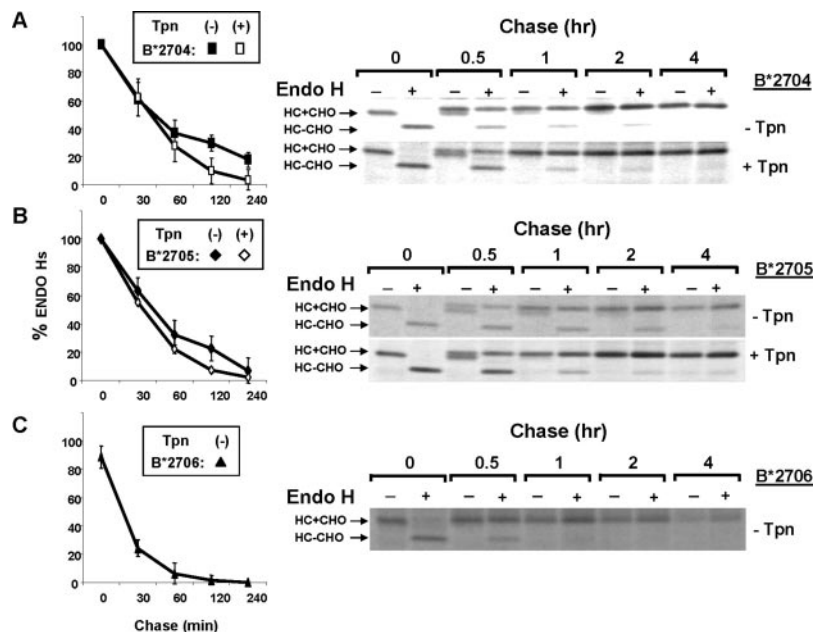 A
Tpn (-) (+)
B*2704:
100
80
60
40
20
0
0 30 60 120 240
Chase (hr)
0 0.5 1 2 4
Endo H − + − + − + − + − +
B*2704
HC+CHO
HC-CHO
- Tpn
HC+CHO
HC-CHO
+ Tpn
B
Tpn (-) (+)
B*2705:
% ENDO Hs
100
80
60
40
20
0
0 30 60 120 240
Chase (hr)
0 0.5 1 2 4
Endo H − + − + − + − + − +
B*2705
HC+CHO
HC-CHO
- Tpn
HC+CHO
HC-CHO
+ Tpn
C
Tpn (-)
B*2706:
100
80
60
40
20
0
0 30 60 120 240
Chase (min)
Chase (hr)
0 0.5 1 2 4
Endo H − + − + − + − + − +
B*2706
HC+CHO
HC-CHO
- Tpn